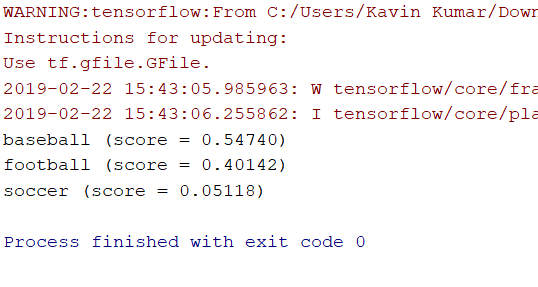 WARNING:tensorflow:From C:/Users/Kavin Kumar/Down
Instructions for updating:
Use tf.gfile.GFile.
2019-02-22 15:43:05.985963: W tensorflow/core/fra
2019-02-22 15:43:06.255862: I tensorflow/core/pla
baseball (score = 0.54740)
football (score = 0.40142)
soccer (score = 0.05118)
Process finished with exit code 0